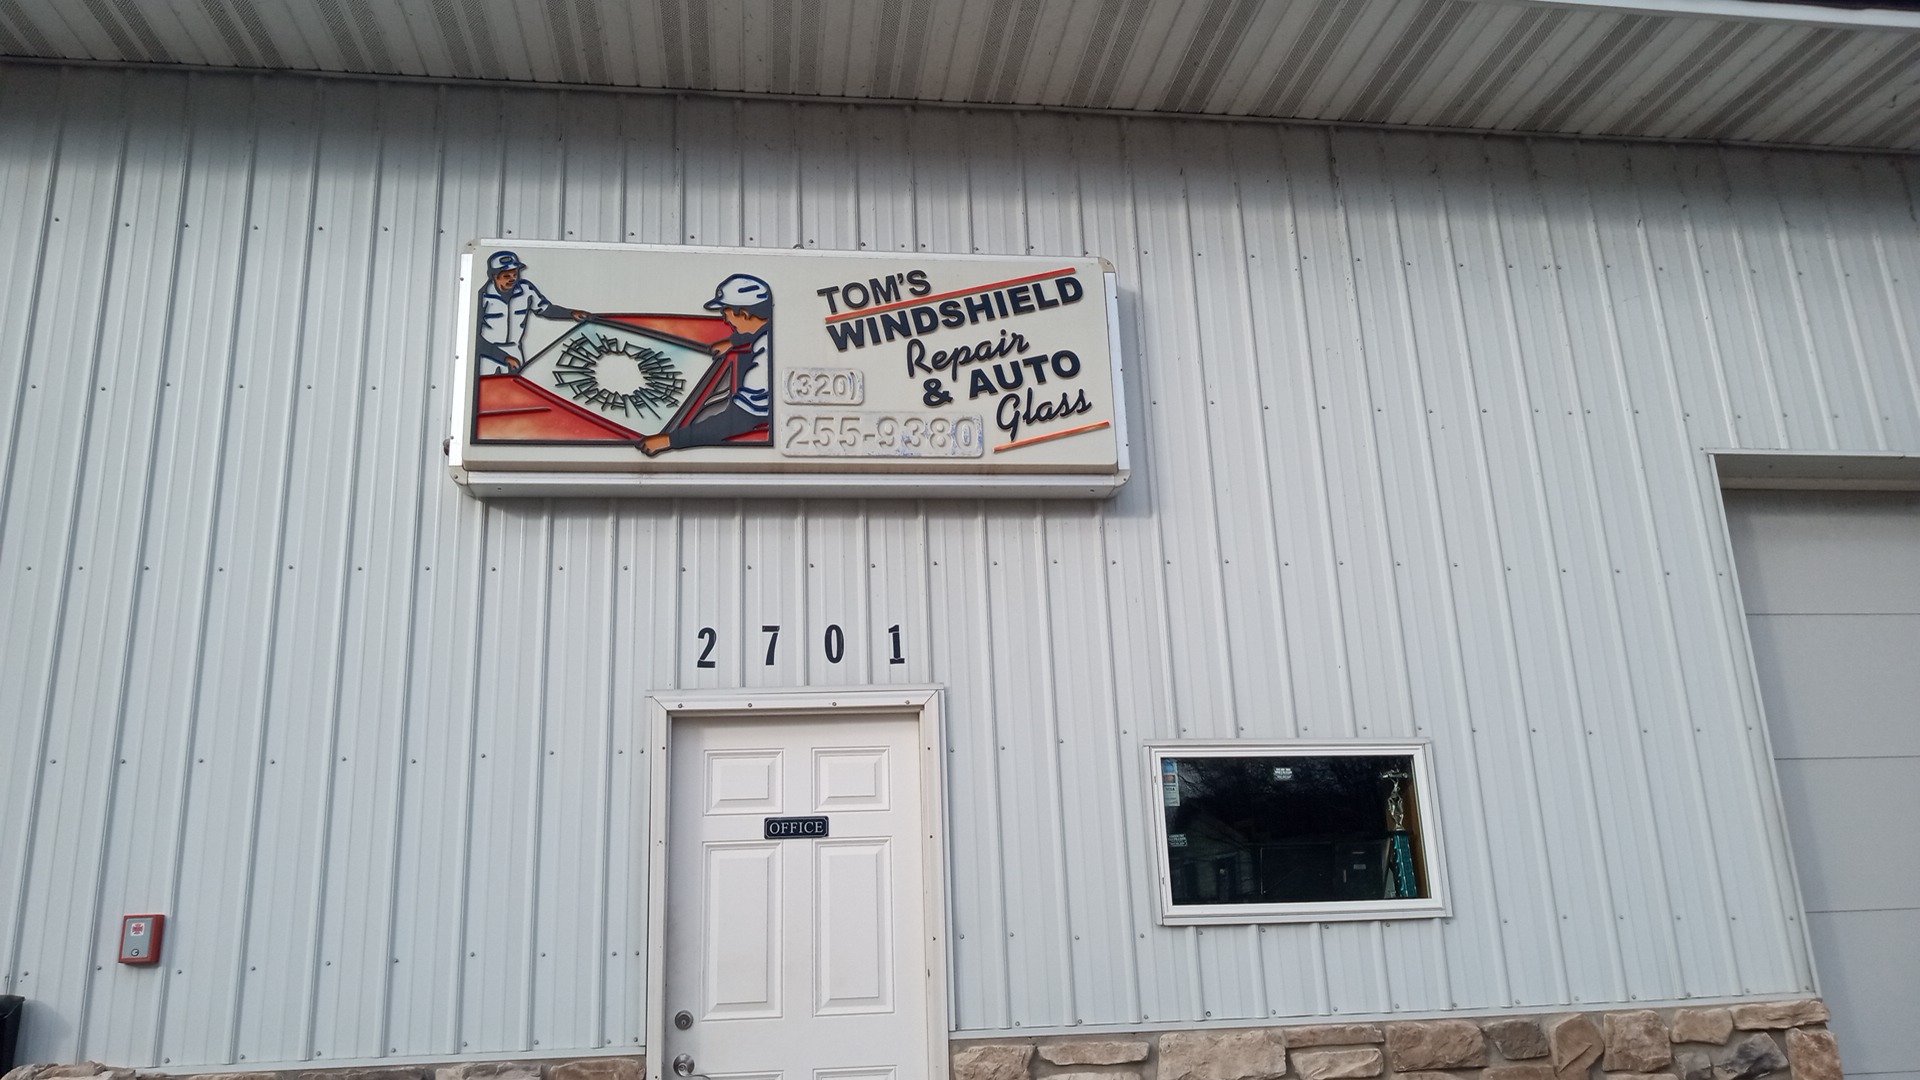 TOM'S
WINDSHIELD
Repair
& AUTO
Glass
(320)
255-9380
2701
OFFICE